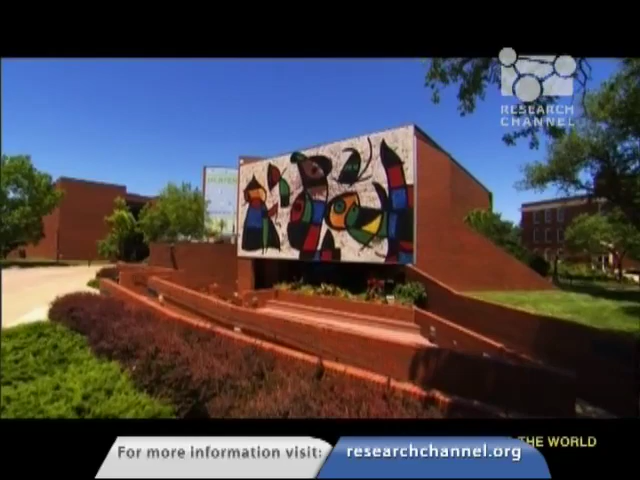 RESEARCH
CHANNEL
THE WORLD
For more information visit:
researchchannel.org